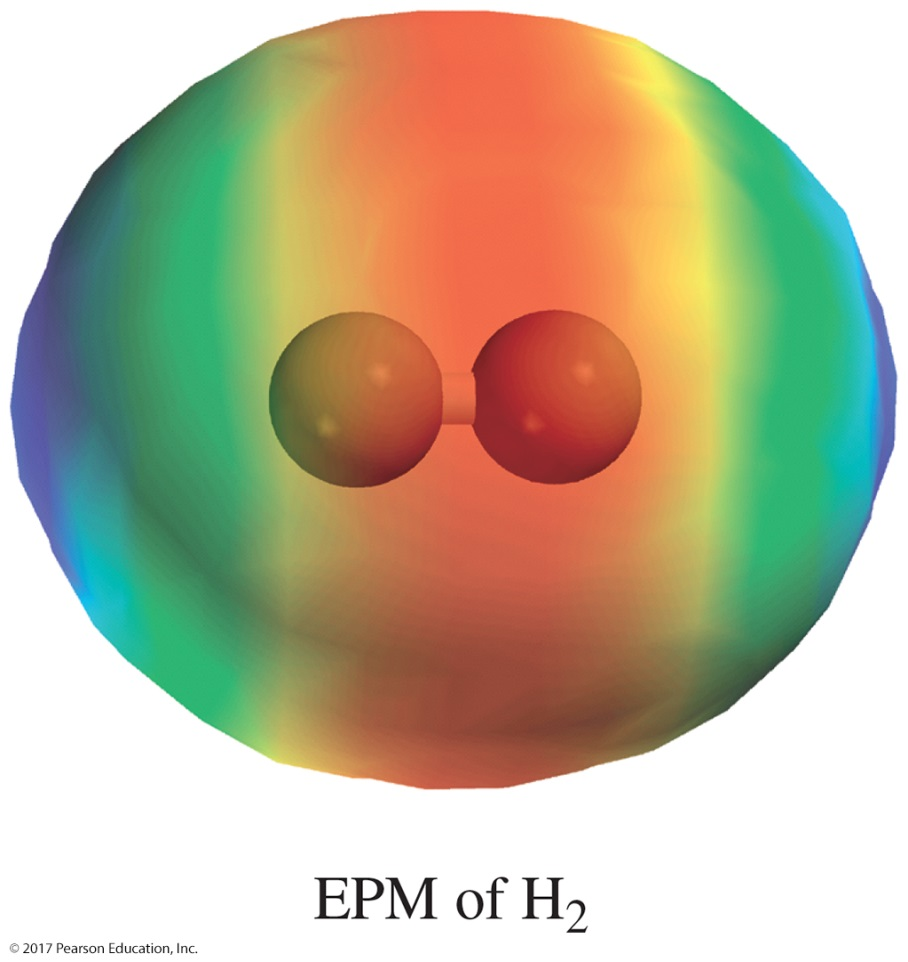 EPM of H₂
© 2017 Pearson Education, Inc.